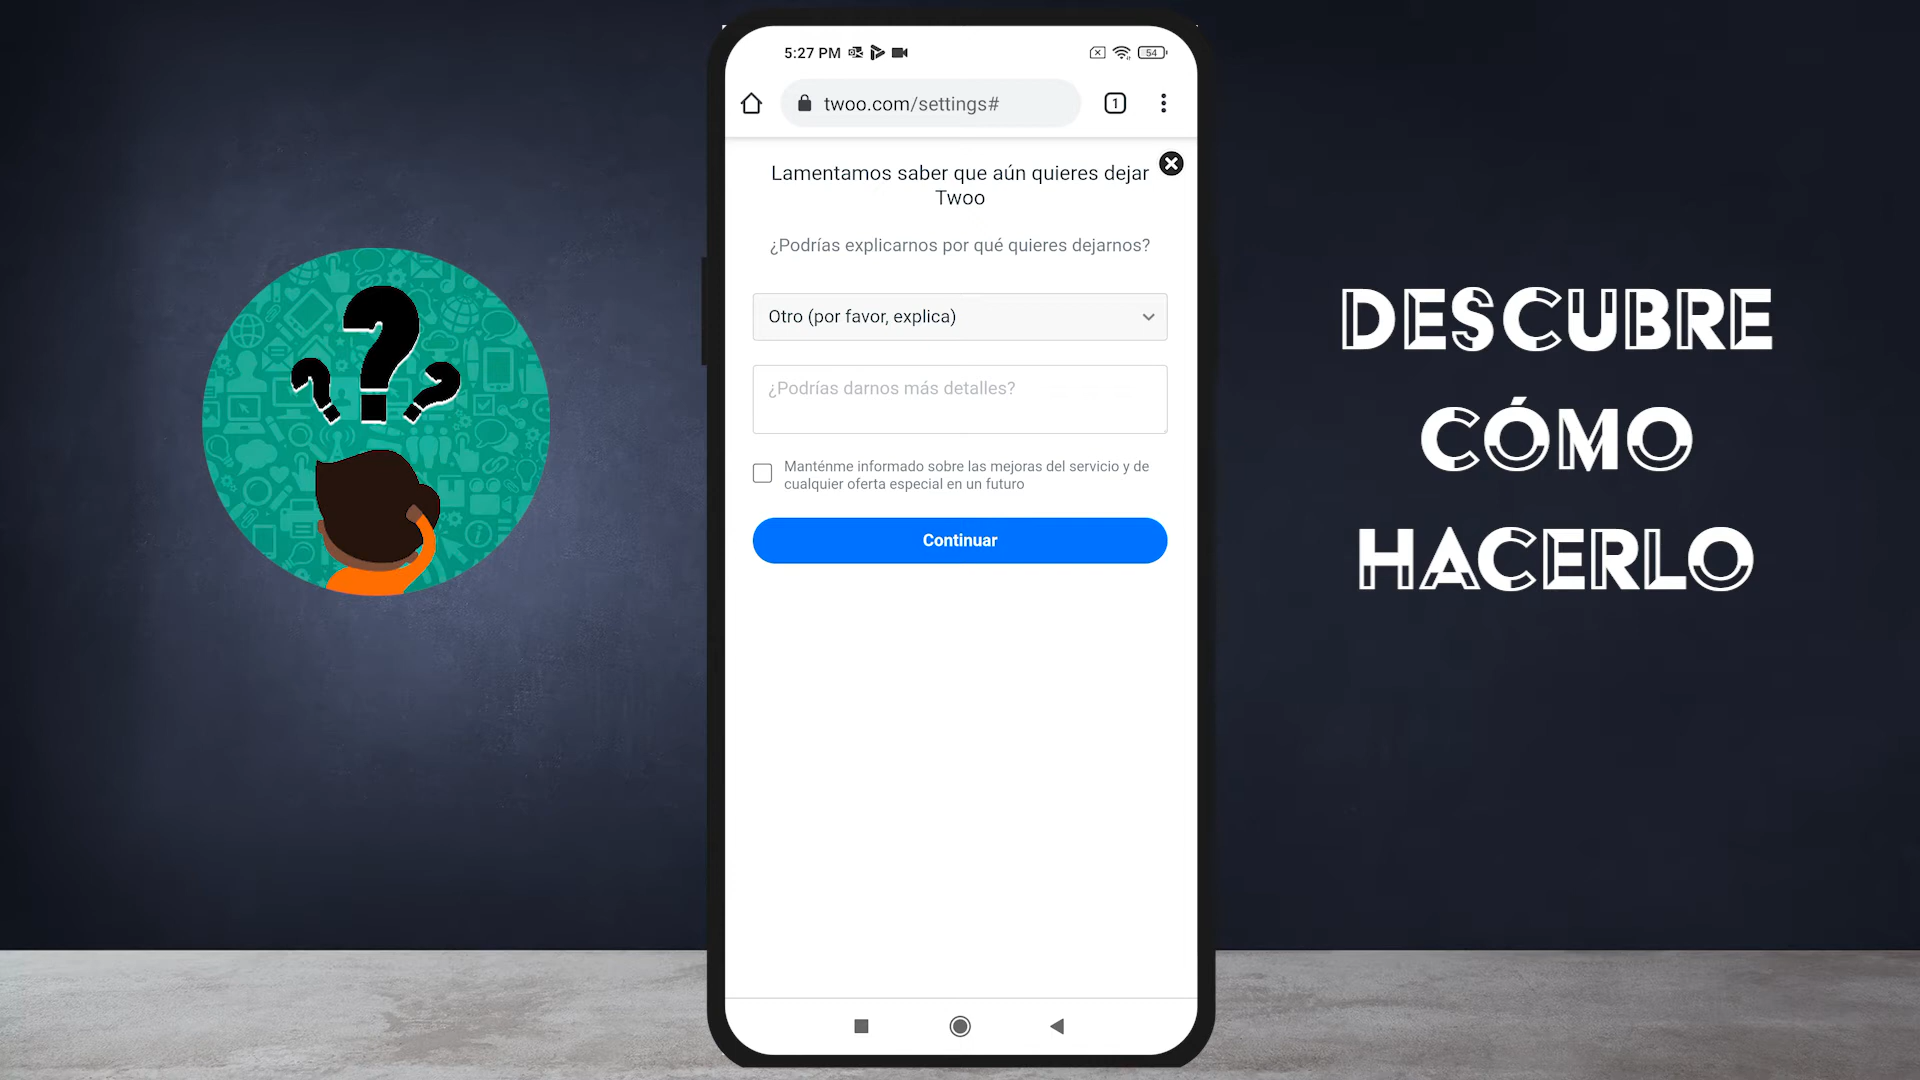 5:27 PM
54
twoo.com/settings#
1
Lamentamos saber que aún quieres dejar
Twoo
¿Podrías explicarnos por qué quieres dejarnos?
Otro (por favor, explica)
¿Podrías darnos más detalles?
Manténme informado sobre las mejoras del servicio y de
cualquier oferta especial en un futuro
Continuar
DESCUBRE
CÓMO
HACERLO